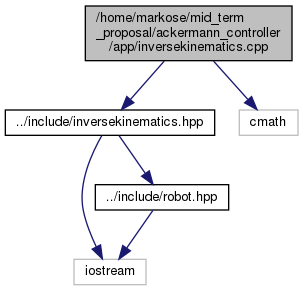 /home/markose/mid_term
_proposal/ackermann_controller
/app/inversekinematics.cpp
../include/inversekinematics.hpp
cmath
../include/robot.hpp
iostream